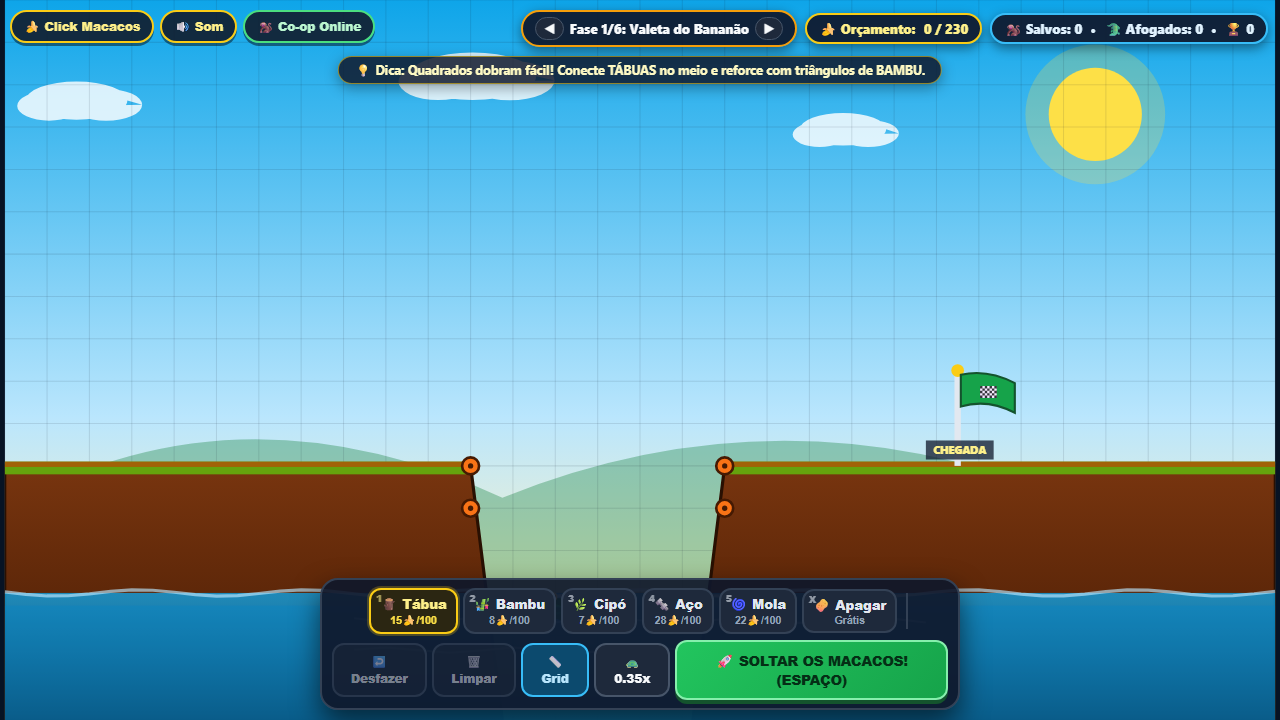 Click Macacos
Som
Co-op Online
◀ Fase 1/6: Valeta do Bananão ▶
Orçamento: 0 / 230
Salvos: 0 • Afogados: 0 • 0
Dica: Quadrados dobram fácil! Conecte TÁBUAS no meio e reforce com triângulos de BAMBU.
CHEGADA
1 Tábua
15 /100
2 Bambu
8 /100
3 Cipó
7 /100
4 Aço
28 /100
5 Mola
22 /100
X Apagar
Grátis
Desfazer
Limpar
Grid
0.35x
SOLTAR OS MACACOS!
(ESPAÇO)